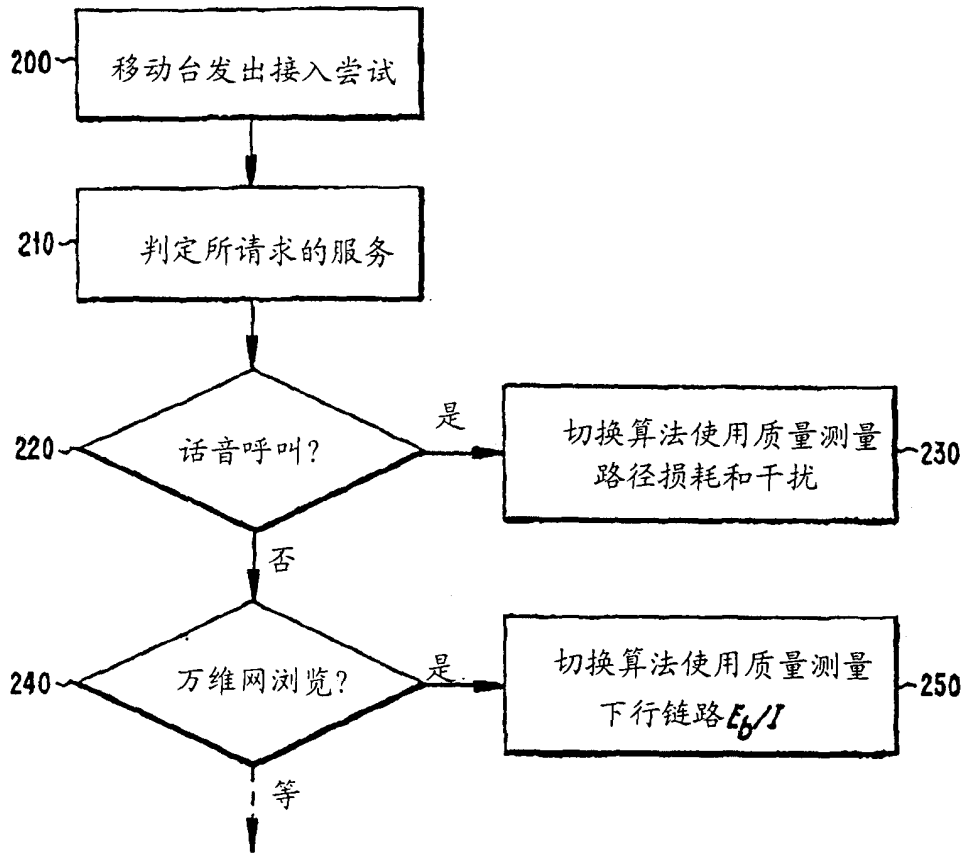 200
移动台发出接入尝试
210
判定所请求的服务
220
话音呼叫?
是
切换算法使用质量测量
路径损耗和干扰
230
否
240
万维网浏览?
是
切换算法使用质量测量
下行链路E_b/I
250
等